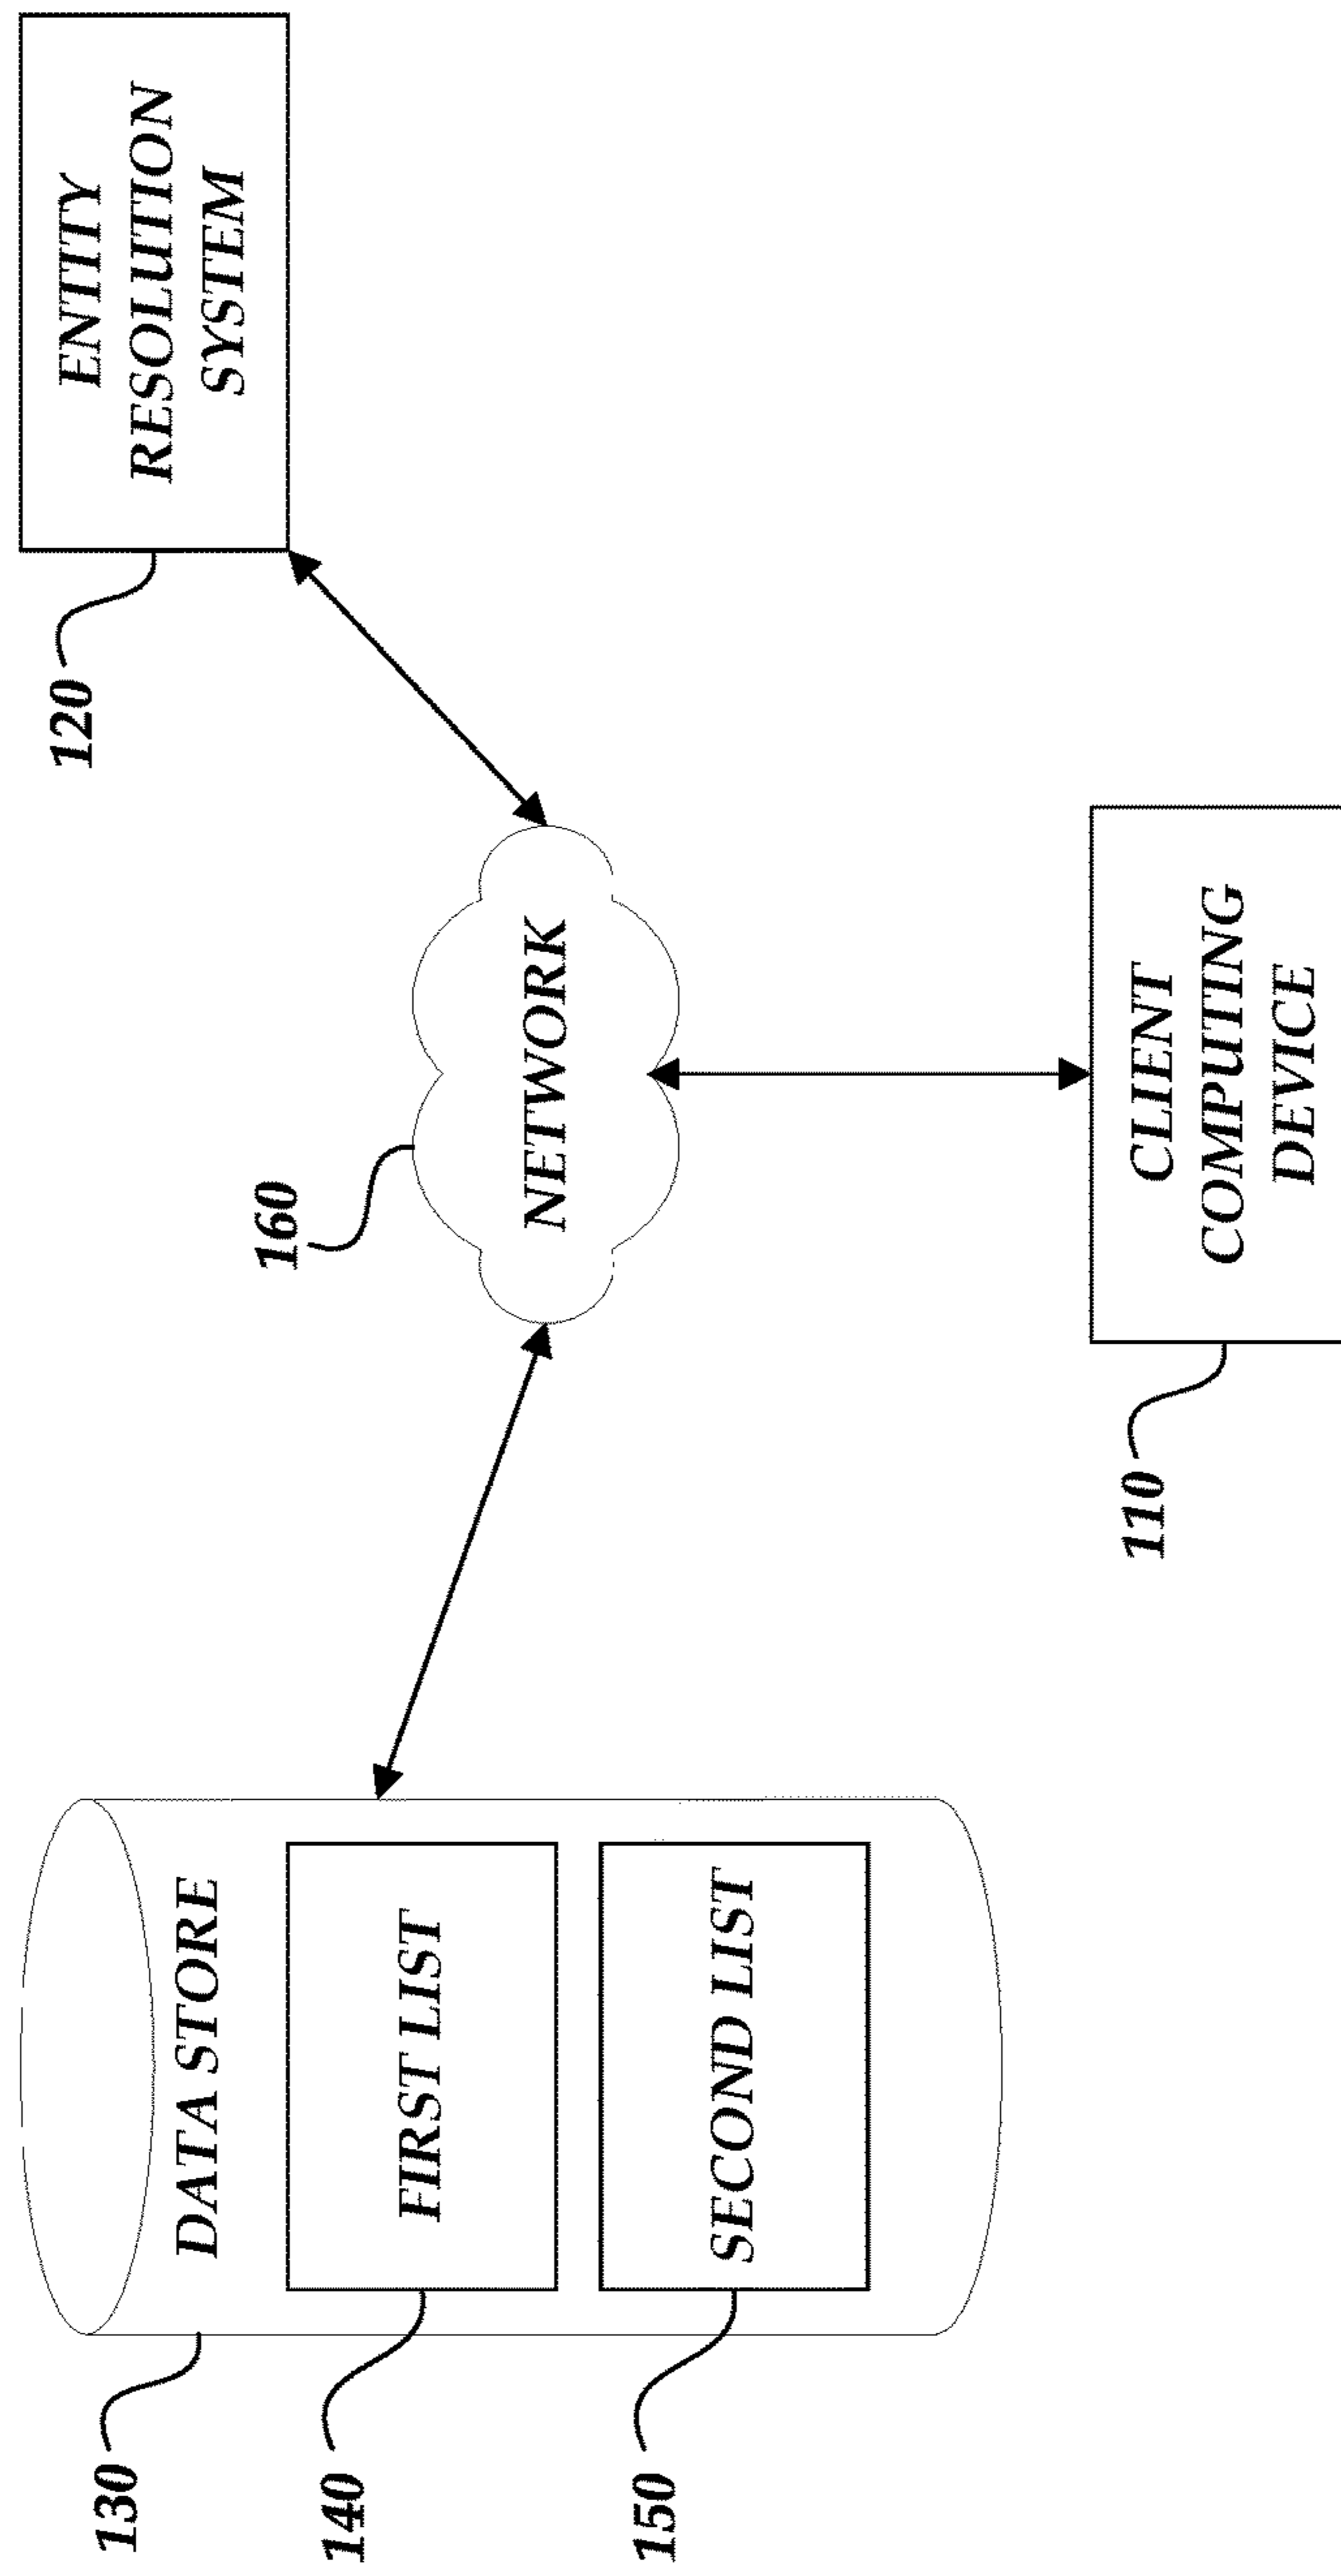 130
DATA STORE
140
FIRST LIST
150
SECOND LIST
160
NETWORK
120
ENTITY
RESOLUTION
SYSTEM
110
CLIENT
COMPUTING
DEVICE